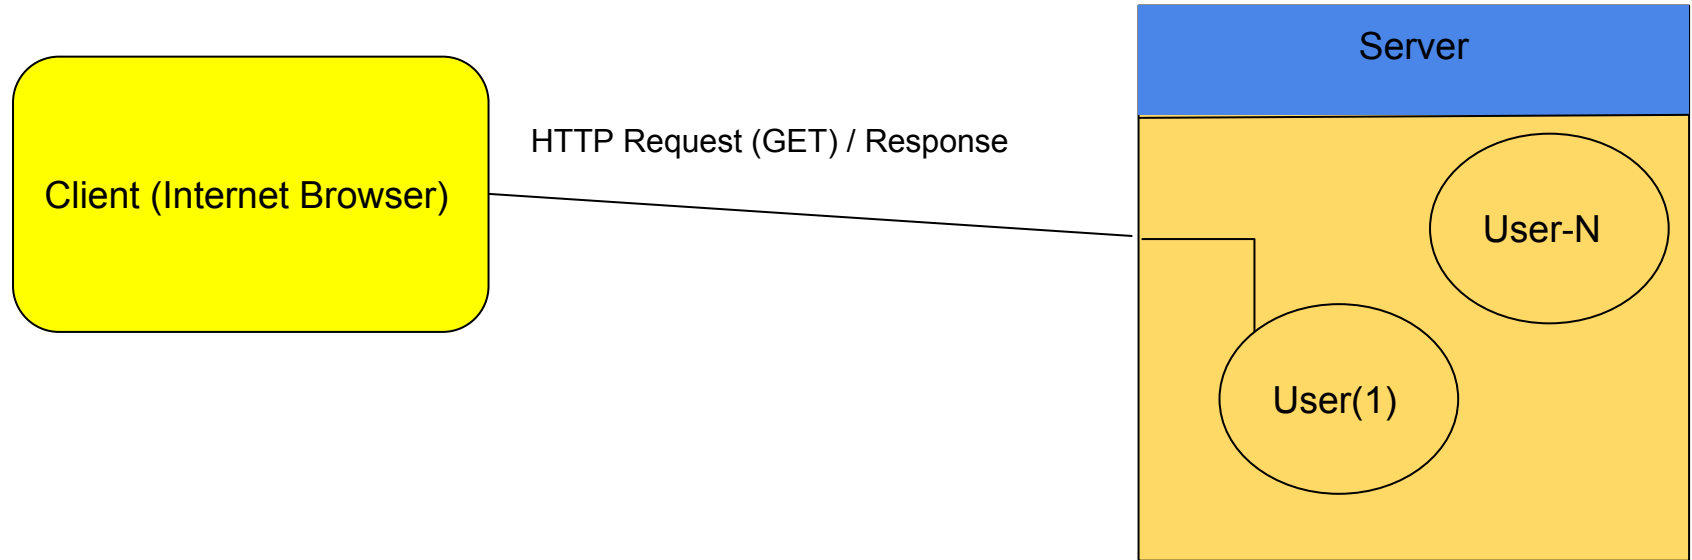 Server
HTTP Request (GET) / Response
Client (Internet Browser)
User-N
User(1)